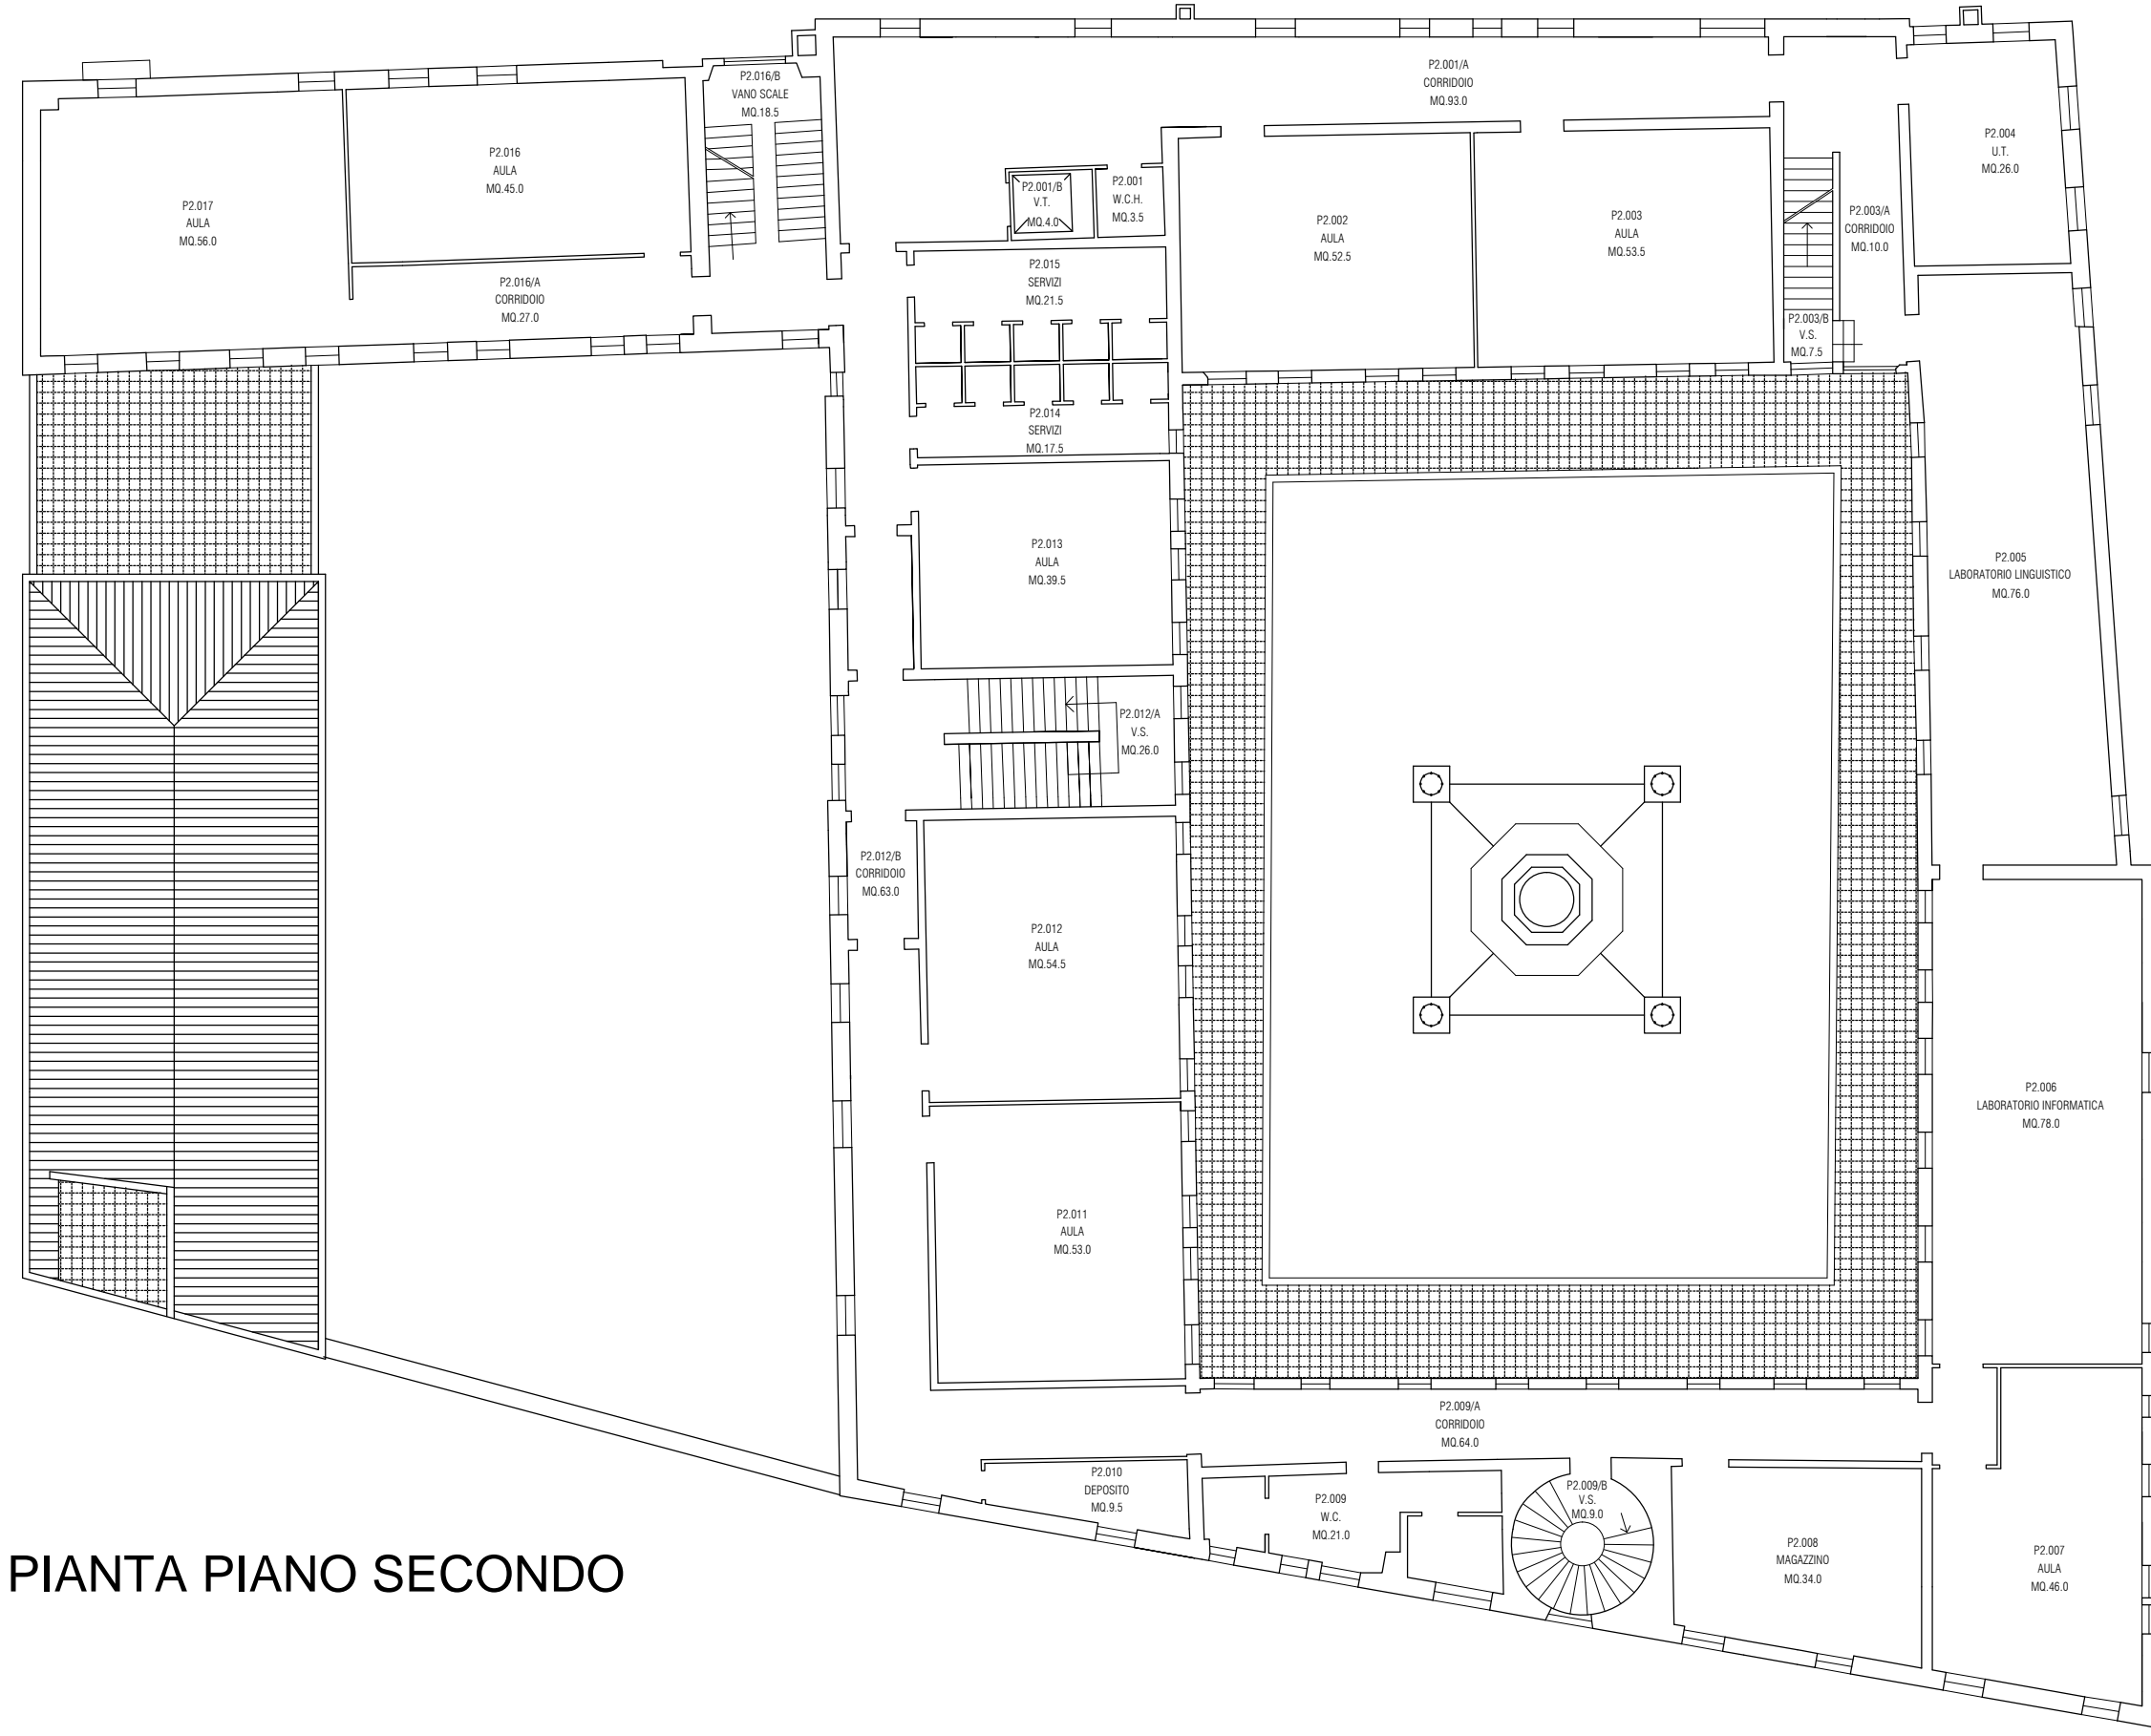 P2.001/A
CORRIDOIO
MQ.93.0
P2.016/B
VANO SCALE
MQ.18.5
P2.004
U.T.
MQ.26.0
P2.016
AULA
MQ.45.0
P2.001/B
V.T.
MQ.4.0
P2.001
W.C.H.
MQ.3.5
P2.017
AULA
MQ.56.0
P2.002
AULA
MQ.52.5
P2.003
AULA
MQ.53.5
P2.003/A
CORRIDOIO
MQ.10.0
P2.015
SERVIZI
MQ.21.5
P2.016/A
CORRIDOIO
MQ.27.0
P2.003/B
V.S.
MQ.7.5
P2.014
SERVIZI
MQ.17.5
P2.013
AULA
MQ.39.5
P2.005
LABORATORIO LINGUISTICO
MQ.76.0
P2.012/A
V.S.
MQ.26.0
P2.012/B
CORRIDOIO
MQ.63.0
P2.012
AULA
MQ.54.5
P2.006
LABORATORIO INFORMATICA
MQ.78.0
P2.011
AULA
MQ.53.0
P2.009/A
CORRIDOIO
MQ.64.0
P2.010
DEPOSITO
MQ.9.5
P2.009
W.C.
MQ.21.0
P2.009/B
V.S.
MQ.9.0
P2.008
MAGAZZINO
MQ.34.0
P2.007
AULA
MQ.46.0
PIANTA PIANO SECONDO